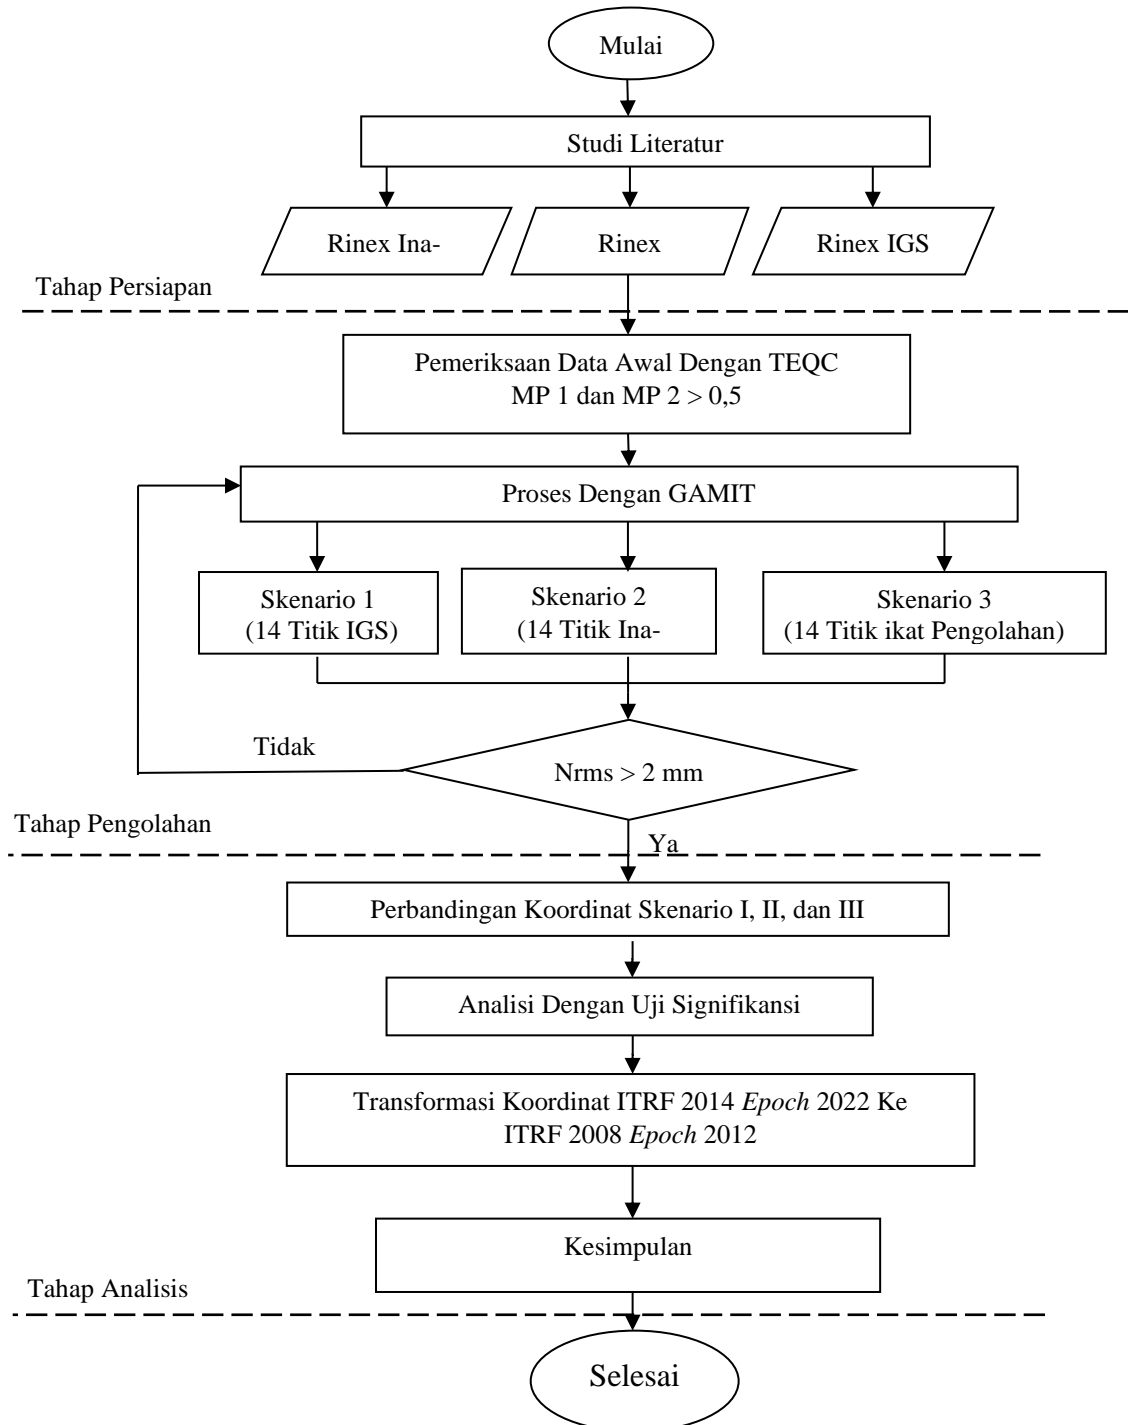 Mulai
Studi Literatur
Rinex Ina-
Rinex
Rinex IGS
Tahap Persiapan
Pemeriksaan Data Awal Dengan TEQC
MP 1 dan MP 2 > 0,5
Proses Dengan GAMIT
Skenario 1
(14 Titik IGS)
Skenario 2
(14 Titik Ina-
Skenario 3
(14 Titik ikat Pengolahan)
Tidak
Nrms > 2 mm
Tahap Pengolahan
Ya
Perbandingan Koordinat Skenario I, II, dan III
Analisi Dengan Uji Signifikansi
Transformasi Koordinat ITRF 2014 Epoch 2022 Ke
ITRF 2008 Epoch 2012
Kesimpulan
Tahap Analisis
Selesai